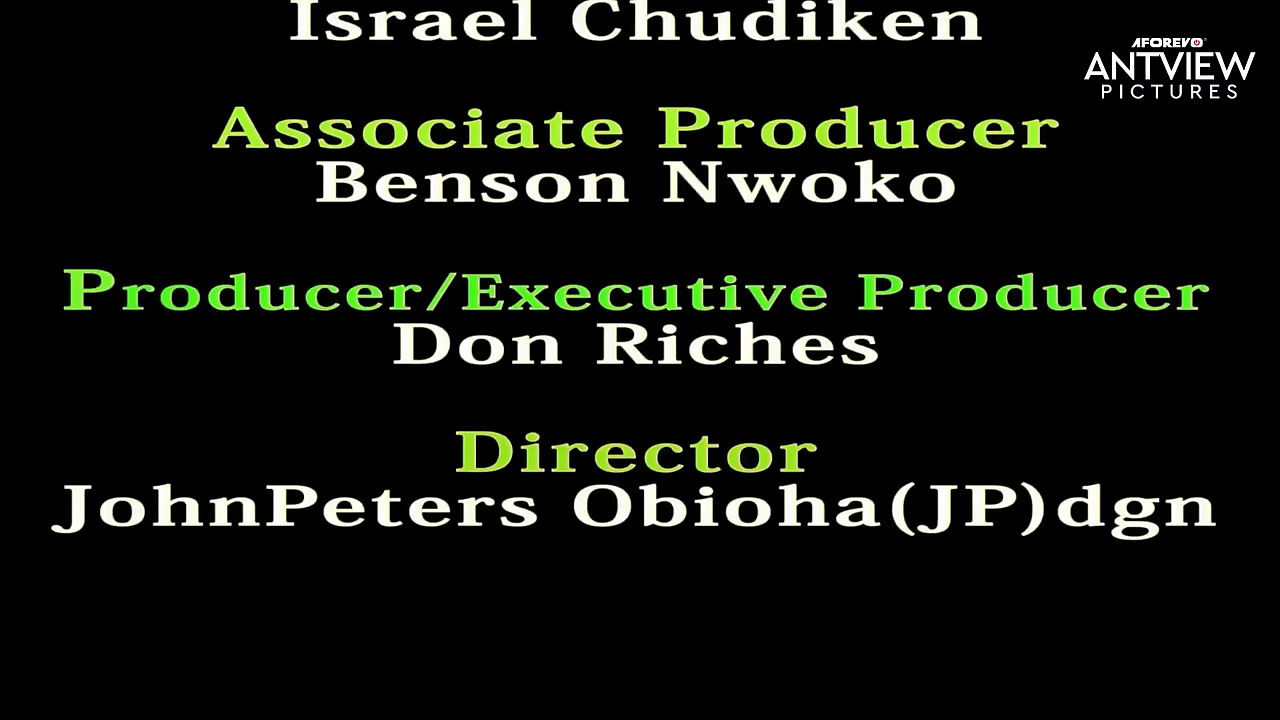 Israel Chudiken
AFOREVO
ANTVIEW
PICTURES
Associate Producer
Benson Nwoko
Producer/Executive Producer
Don Riches
Director
JohnPeters Obioha(JP)dgn